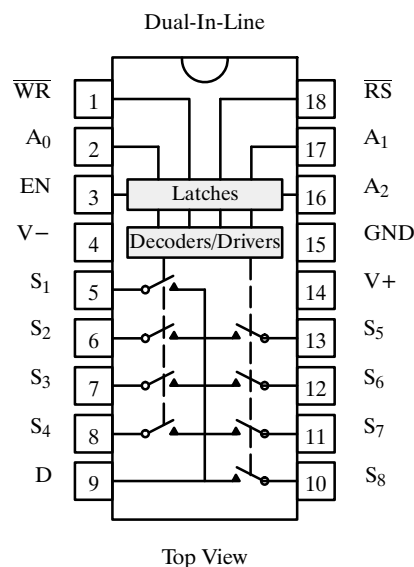 Dual-In-Line
WR 1 18 RS
A0 2 17 A1
EN 3 Latches 16 A2
V− 4 Decoders/Drivers 15 GND
S1 5 14 V+
S2 6 13 S5
S3 7 12 S6
S4 8 11 S7
D 9 10 S8
Top View